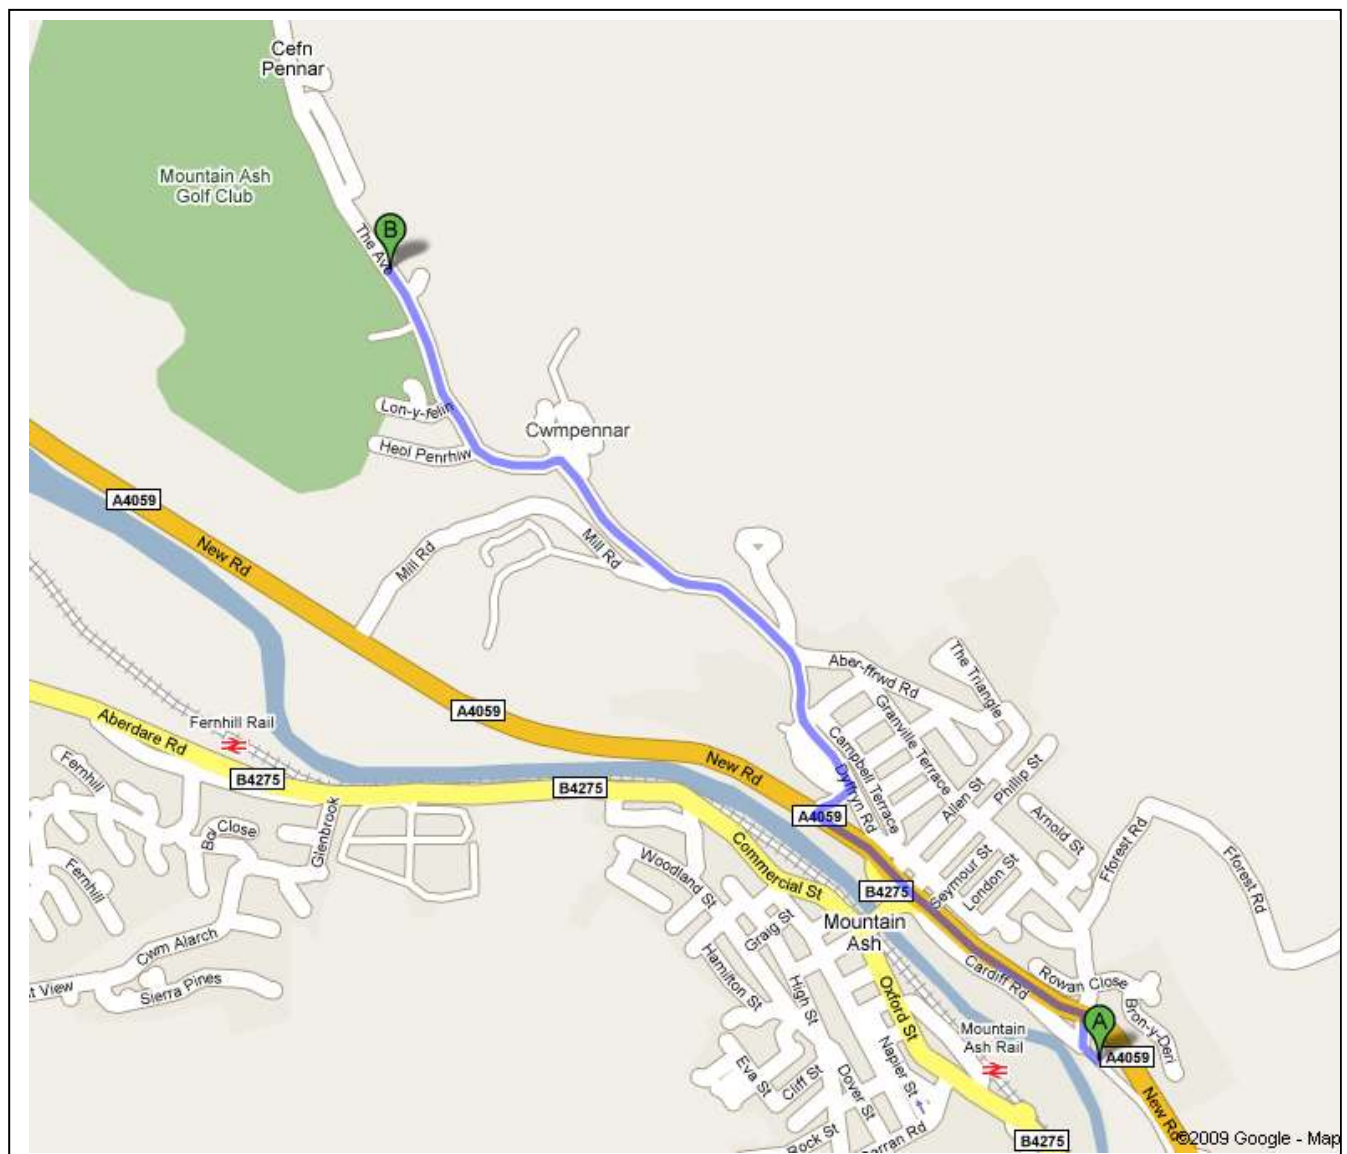 Cefn
Pennar
Mountain Ash
Golf Club
B
The Ave
Lon-y-felin
Cwmpennar
Heol Penrhiw
A4059
New Rd
Mill Rd
Mill Rd
The Triangle
Aber-ffrwd Rd
Granville Terrace
A4059
Fernhill Rail
Aberdare Rd
Campbell Terrace
Phillip St
Fernhill
B4275
New Rd
B4275
Dyffryn Rd
Allen St
Arnold St
A4059
Close
Glenbrook
Fforest Rd
Fforest Rd
Commercial St
Seymour St
London St
Fernhill
Woodland St
B4275
Mountain
Ash
Graig St
Cwm Alarch
Hamilton St
Cardiff Rd
Rowan Close
t View
Sierra Pines
High St
Oxford St
Bron-y-Deri
A
Mountain
Ash Rail
A4059
Napier St
Eva St
Cliff St
Dover St
New Rd
Rock St
B4275
©2009 Google - Map